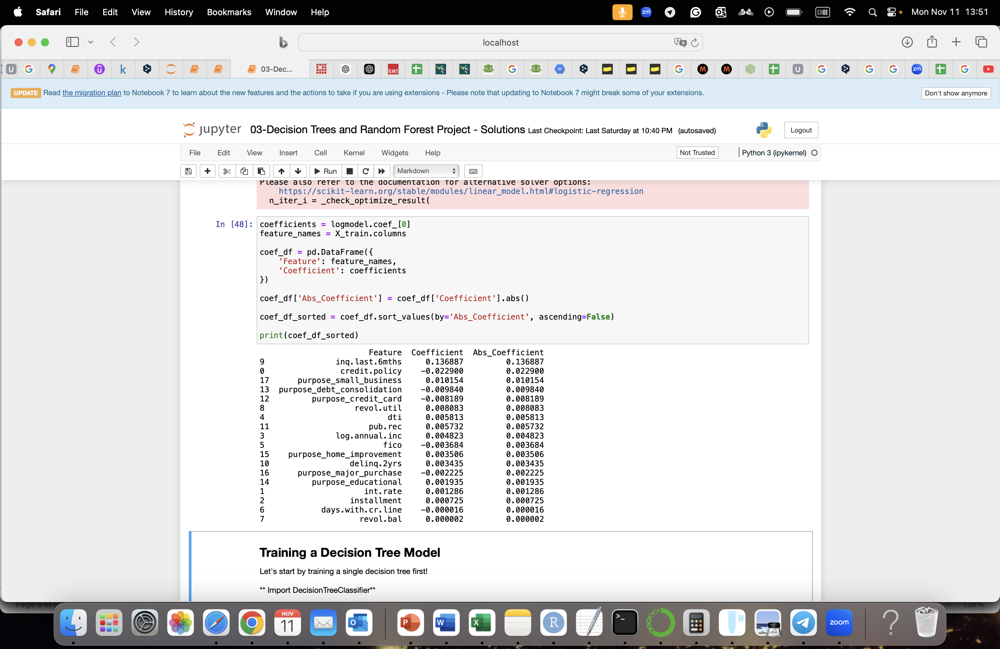 Safari File Edit View History Bookmarks Window Help zm CHDE Mon Nov 11 13:51
localhost
U k 03-Dec... ILIAS M M U zm
UPDATE Read the migration plan to Notebook 7 to learn about the new features and the actions to take if you are using extensions - Please note that updating to Notebook 7 might break some of your extensions. Don't show anymore
jupyter 03-Decision Trees and Random Forest Project - Solutions Last Checkpoint: Last Saturday at 10:40 PM (autosaved) Logout
File Edit View Insert Cell Kernel Widgets Help Not Trusted Python 3 (ipykernel)
Run Markdown
Please also refer to the documentation for alternative solver options:
https://scikit-learn.org/stable/modules/linear_model.html#logistic-regression
n_iter_i = _check_optimize_result(
In [48]: coefficients = logmodel.coef_[0]
feature_names = X_train.columns
coef_df = pd.DataFrame({
'Feature': feature_names,
'Coefficient': coefficients
})
coef_df['Abs_Coefficient'] = coef_df['Coefficient'].abs()
coef_df_sorted = coef_df.sort_values(by='Abs_Coefficient', ascending=False)
print(coef_df_sorted)
Feature Coefficient Abs_Coefficient
9 inq.last.6mths 0.136887 0.136887
0 credit.policy -0.022900 0.022900
17 purpose_small_business 0.010154 0.010154
13 purpose_debt_consolidation -0.009840 0.009840
12 purpose_credit_card -0.008189 0.008189
8 revol.util 0.008083 0.008083
4 dti 0.005813 0.005813
11 pub.rec 0.005732 0.005732
3 log.annual.inc 0.004823 0.004823
5 fico -0.003684 0.003684
15 purpose_home_improvement 0.003506 0.003506
10 delinq.2yrs 0.003435 0.003435
16 purpose_major_purchase -0.002225 0.002225
14 purpose_educational 0.001935 0.001935
1 int.rate 0.001286 0.001286
2 installment 0.000725 0.000725
6 days.with.cr.line -0.000016 0.000016
7 revol.bal 0.000002 0.000002
Training a Decision Tree Model
Let's start by training a single decision tree first!
** Import DecisionTreeClassifier**
Page 5 of 9 138%
NOV
11 O P W X R >_ zoom ?